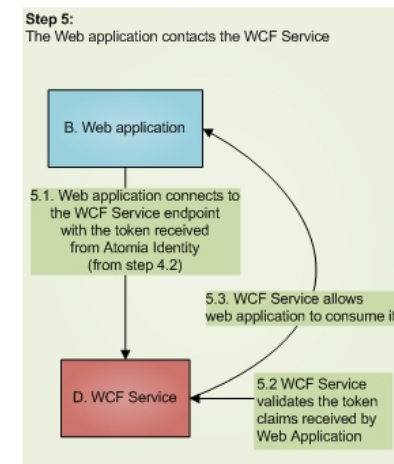 Step 5:
The Web application contacts the WCF Service
B. Web application
5.1. Web application connects to
the WCF Service endpoint
with the token received
from Atomia Identity
(from step 4.2)
5.3. WCF Service allows
web application to consume it
D. WCF Service
5.2 WCF Service
validates the token
claims received by
Web Application